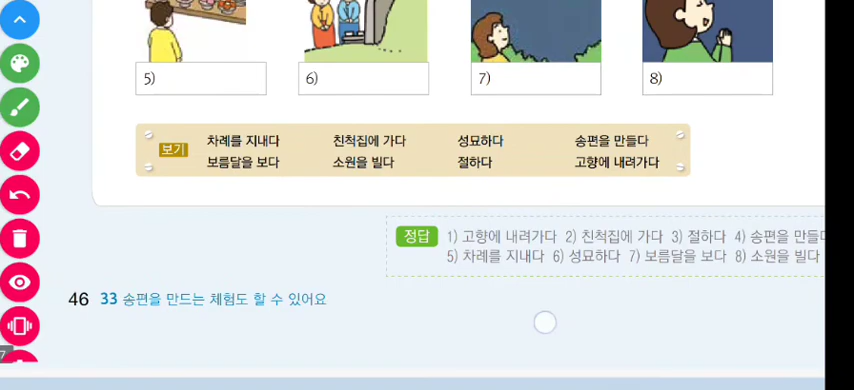 5) 6) 7) 8)
보기 차례를 지내다 친척집에 가다 성묘하다 송편을 만들다
보름달을 보다 소원을 빌다 절하다 고향에 내려가다
정답 1) 고향에 내려가다 2) 친척집에 가다 3) 절하다 4) 송편을 만들
5) 차례를 지내다 6) 성묘하다 7) 보름달을 보다 8) 소원을 빌다
46 33 송편을 만드는 체험도 할 수 있어요
7